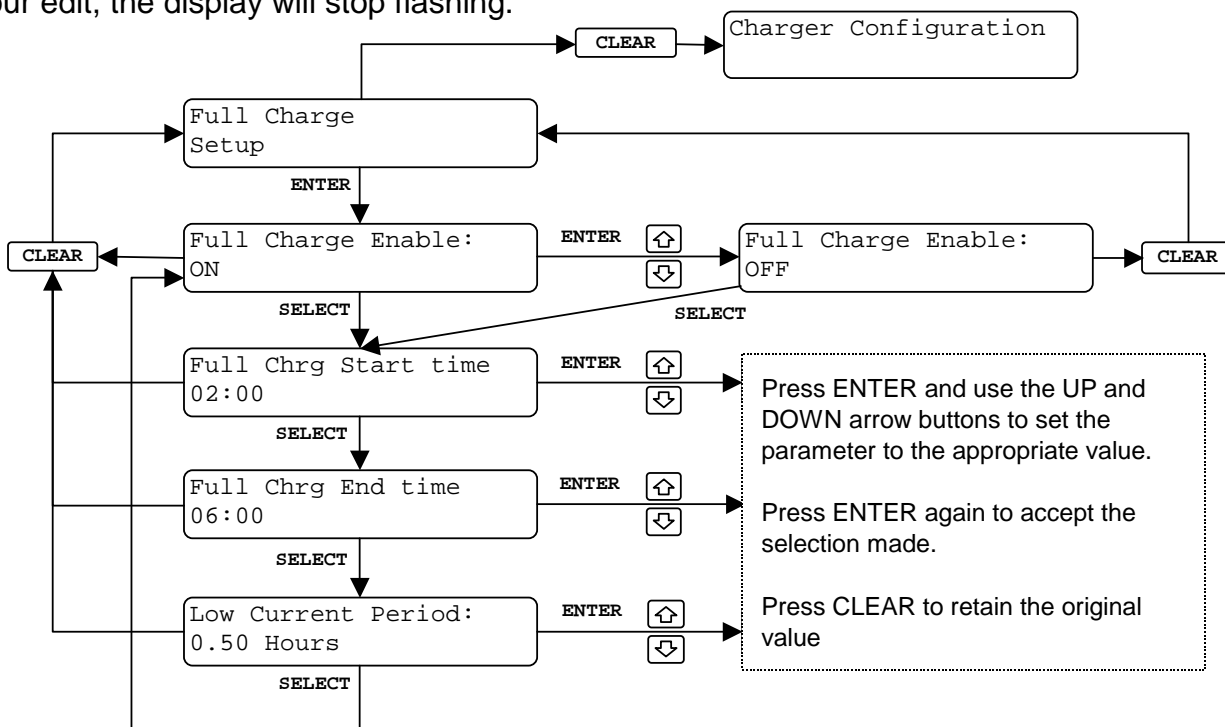 our edit, the display will stop flashing.
CLEAR
Charger Configuration
Full Charge
Setup
ENTER
CLEAR
Full Charge Enable:
ON
ENTER
Full Charge Enable:
OFF
CLEAR
SELECT
SELECT
Full Chrg Start time
02:00
ENTER
SELECT
Full Chrg End time
06:00
ENTER
SELECT
Low Current Period:
0.50 Hours
ENTER
SELECT
Press ENTER and use the UP and
DOWN arrow buttons to set the
parameter to the appropriate value.
Press ENTER again to accept the
selection made.
Press CLEAR to retain the original
value